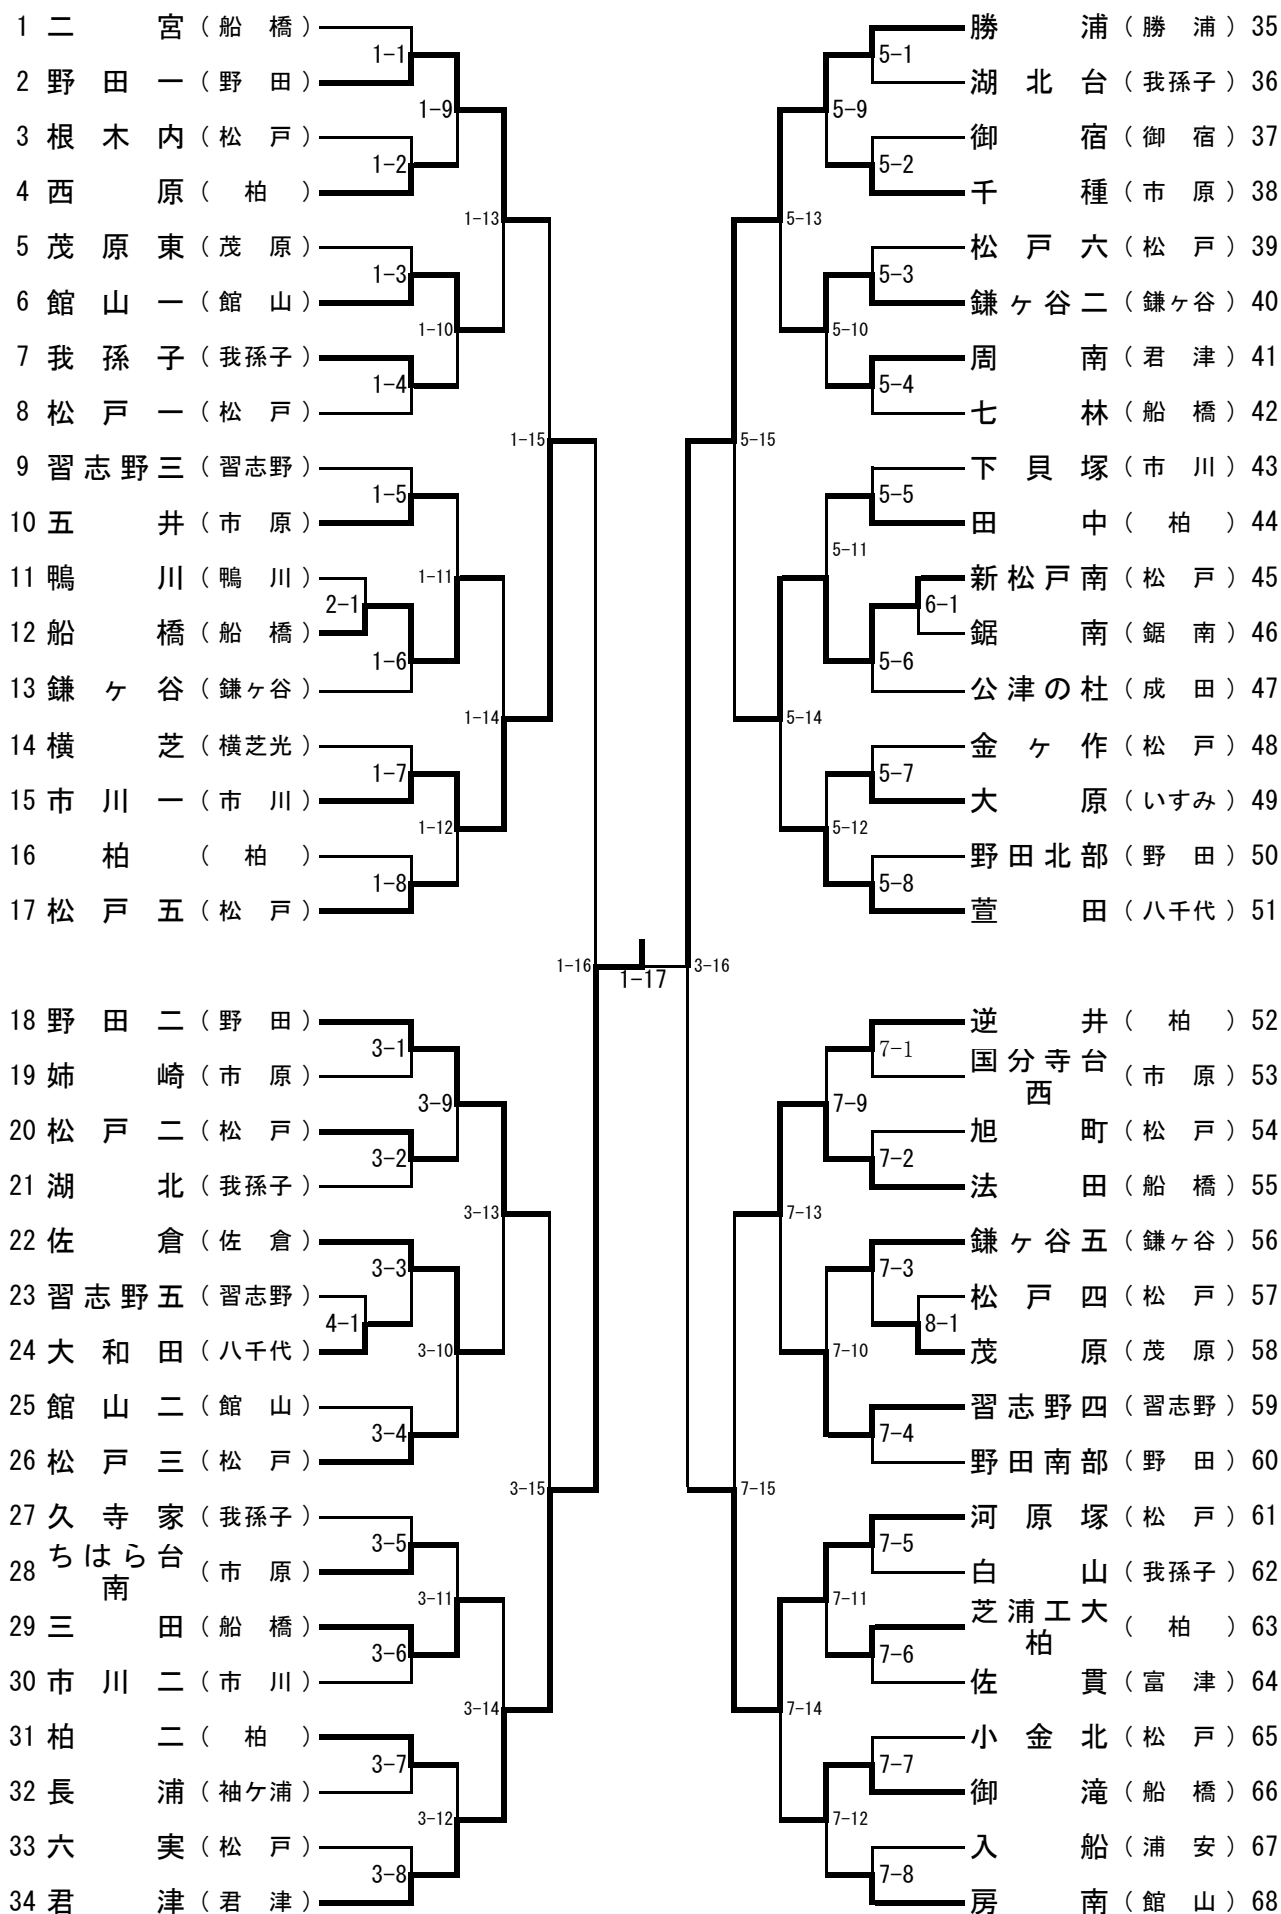 1 二宮 （船橋）
1-1
2 野田一 （野田）
1-9
3 根木内 （松戸）
1-2
4 西原 （柏）
1-13
5 茂原東 （茂原）
1-3
6 館山一 （館山）
1-10
7 我孫子 （我孫子）
1-4
8 松戸一 （松戸）
1-15
9 習志野三 （習志野）
1-5
10 五井 （市原）
11 鴨川 （鴨川）
1-11
2-1
12 船橋 （船橋）
1-6
13 鎌ヶ谷 （鎌ヶ谷）
1-14
14 横芝 （横芝光）
1-7
15 市川一 （市川）
1-12
16 柏 （柏）
1-8
17 松戸五 （松戸）
1-16
1-17
18 野田二 （野田）
3-1
19 姉崎 （市原）
3-9
20 松戸二 （松戸）
3-2
21 湖北 （我孫子）
3-13
22 佐倉 （佐倉）
3-3
23 習志野五 （習志野）
4-1
24 大和田 （八千代）
3-10
25 館山二 （館山）
3-4
26 松戸三 （松戸）
3-15
27 久寺家 （我孫子）
3-5
28 ちはら台南 （市原）
3-11
29 三田 （船橋）
3-6
30 市川二 （市川）
3-14
31 柏二 （柏）
3-7
32 長浦 （袖ケ浦）
3-12
33 六実 （松戸）
3-8
34 君津 （君津）
勝浦 （勝浦） 35
5-1
湖北台 （我孫子） 36
5-9
御宿 （御宿） 37
5-2
千種 （市原） 38
5-13
松戸六 （松戸） 39
5-3
鎌ヶ谷二 （鎌ヶ谷） 40
5-10
周南 （君津） 41
5-4
七林 （船橋） 42
5-15
下貝塚 （市川） 43
5-5
田中 （柏） 44
5-11
新松戸南 （松戸） 45
6-1
鋸南 （鋸南） 46
5-6
公津の杜 （成田） 47
5-14
金ヶ作 （松戸） 48
5-7
大原 （いすみ） 49
5-12
野田北部 （野田） 50
5-8
萱田 （八千代） 51
3-16
逆井 （柏） 52
7-1
国分寺台西 （市原） 53
7-9
旭町 （松戸） 54
7-2
法田 （船橋） 55
7-13
鎌ヶ谷五 （鎌ヶ谷） 56
7-3
松戸四 （松戸） 57
8-1
茂原 （茂原） 58
7-10
習志野四 （習志野） 59
7-4
野田南部 （野田） 60
7-15
河原塚 （松戸） 61
7-5
白山 （我孫子） 62
7-11
芝浦工大柏 （柏） 63
7-6
佐貫 （富津） 64
7-14
小金北 （松戸） 65
7-7
御滝 （船橋） 66
7-12
入船 （浦安） 67
7-8
房南 （館山） 68